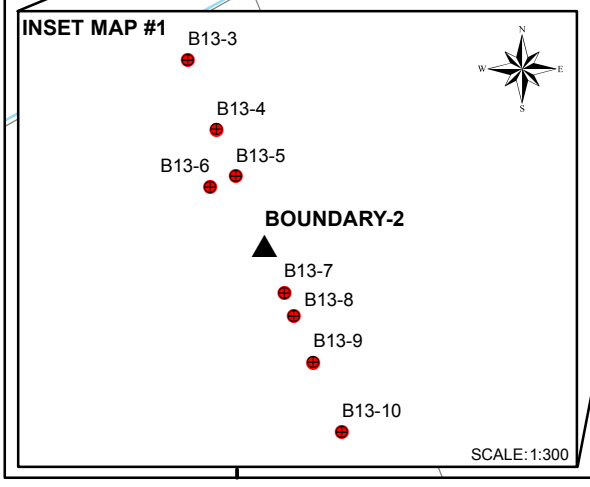 INSET MAP #1
B13-3
N
W
E
S
B13-4
B13-5
B13-6
BOUNDARY-2
B13-7
B13-8
B13-9
B13-10
SCALE: 1:300